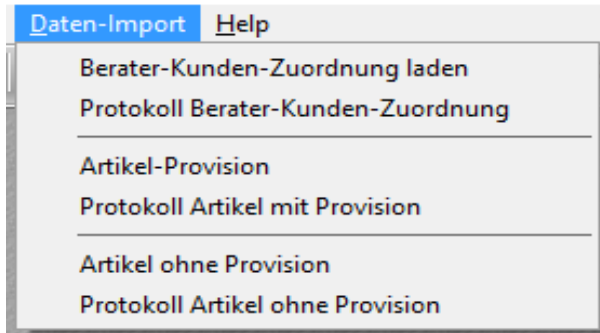 Daten-Import Help
Berater-Kunden-Zuordnung laden
Protokoll Berater-Kunden-Zuordnung
Artikel-Provision
Protokoll Artikel mit Provision
Artikel ohne Provision
Protokoll Artikel ohne Provision